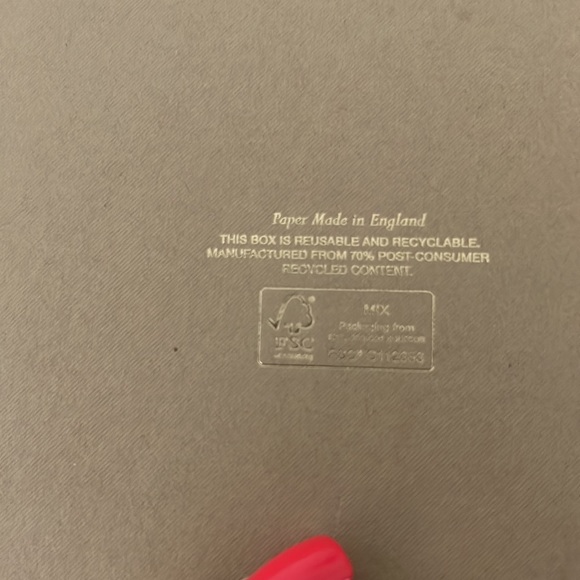 Paper Made in England
THIS BOX IS REUSABLE AND RECYCLABLE.
MANUFACTURED FROM 70% POST-CONSUMER
RECYCLED CONTENT.
FSC®
MIX
Packaging from